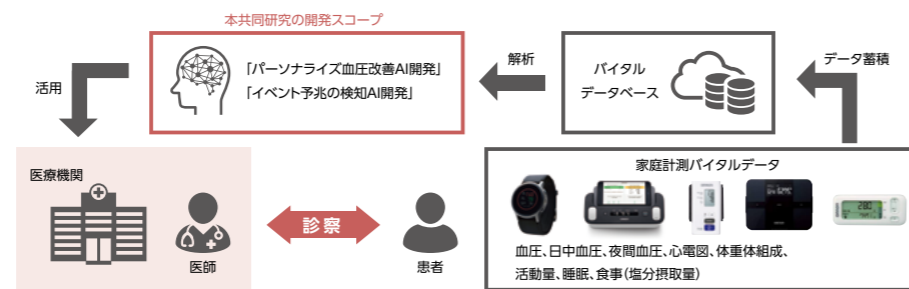 本共同研究の開発スコープ
「パーソナライズ血圧改善AI開発」
「イベント予兆の検知AI開発」
解析
バイタル
データベース
データ蓄積
活用
医療機関
医師
診察
患者
家庭計測バイタルデータ
血圧、日中血圧、夜間血圧、心電図、体重体組成、
活動量、睡眠、食事(塩分摂取量)